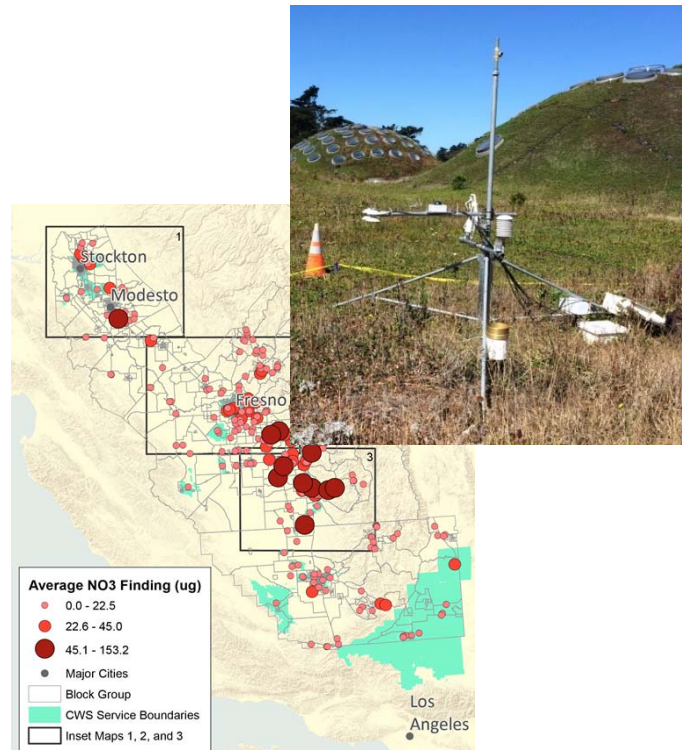 1
Stockton
Modesto
Fresno
3
Average NO3 Finding (ug)
0.0 - 22.5
22.6 - 45.0
45.1 - 153.2
Major Cities
Block Group
CWS Service Boundaries
Inset Maps 1, 2, and 3
Los
Angeles